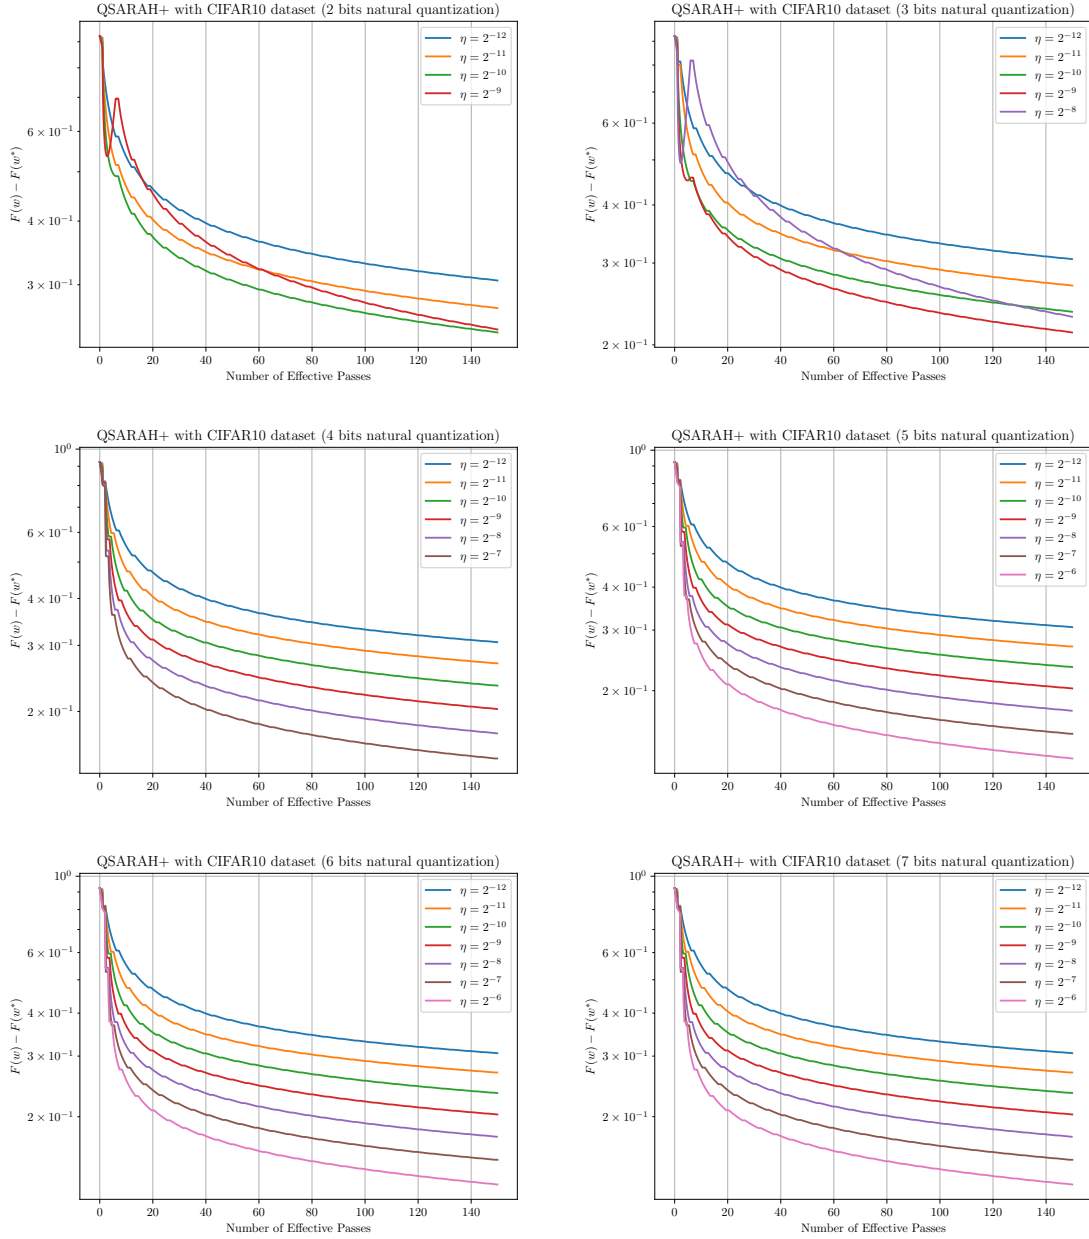 QSARAH+ with CIFAR10 dataset (2 bits natural quantization)
η = 2⁻¹²
η = 2⁻¹¹
η = 2⁻¹⁰
η = 2⁻⁹
6 × 10⁻¹
4 × 10⁻¹
3 × 10⁻¹
F(w) − F(w*)
0 20 40 60 80 100 120 140
Number of Effective Passes
QSARAH+ with CIFAR10 dataset (3 bits natural quantization)
η = 2⁻¹²
η = 2⁻¹¹
η = 2⁻¹⁰
η = 2⁻⁹
η = 2⁻⁸
6 × 10⁻¹
4 × 10⁻¹
3 × 10⁻¹
2 × 10⁻¹
F(w) − F(w*)
0 20 40 60 80 100 120 140
Number of Effective Passes
QSARAH+ with CIFAR10 dataset (4 bits natural quantization)
η = 2⁻¹²
η = 2⁻¹¹
η = 2⁻¹⁰
η = 2⁻⁹
η = 2⁻⁸
η = 2⁻⁷
10⁰
6 × 10⁻¹
4 × 10⁻¹
3 × 10⁻¹
2 × 10⁻¹
F(w) − F(w*)
0 20 40 60 80 100 120 140
Number of Effective Passes
QSARAH+ with CIFAR10 dataset (5 bits natural quantization)
η = 2⁻¹²
η = 2⁻¹¹
η = 2⁻¹⁰
η = 2⁻⁹
η = 2⁻⁸
η = 2⁻⁷
η = 2⁻⁶
10⁰
6 × 10⁻¹
4 × 10⁻¹
3 × 10⁻¹
2 × 10⁻¹
F(w) − F(w*)
0 20 40 60 80 100 120 140
Number of Effective Passes
QSARAH+ with CIFAR10 dataset (6 bits natural quantization)
η = 2⁻¹²
η = 2⁻¹¹
η = 2⁻¹⁰
η = 2⁻⁹
η = 2⁻⁸
η = 2⁻⁷
η = 2⁻⁶
10⁰
6 × 10⁻¹
4 × 10⁻¹
3 × 10⁻¹
2 × 10⁻¹
F(w) − F(w*)
0 20 40 60 80 100 120 140
Number of Effective Passes
QSARAH+ with CIFAR10 dataset (7 bits natural quantization)
η = 2⁻¹²
η = 2⁻¹¹
η = 2⁻¹⁰
η = 2⁻⁹
η = 2⁻⁸
η = 2⁻⁷
η = 2⁻⁶
10⁰
6 × 10⁻¹
4 × 10⁻¹
3 × 10⁻¹
2 × 10⁻¹
F(w) − F(w*)
0 20 40 60 80 100 120 140
Number of Effective Passes